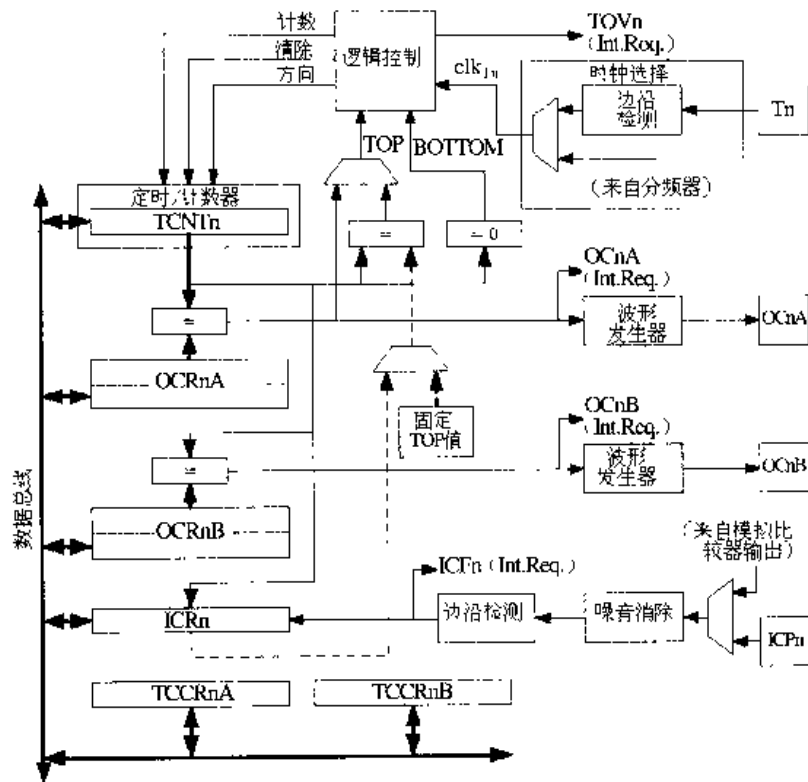 计数
清除
方向
逻辑控制
TOVn
(Int.Roq.)
clkTn
时钟选择
边沿
检测
Tn
(来自分频器)
TOP
BOTTOM
定时/计数器
TCNTn
=
= 0
=
OCnA
(Int.Req.)
波形
发生器
OCnA
OCRnA
固定
TOP值
OCnB
(Int.Req.)
波形
发生器
OCnB
=
OCRnB
数据总线
(来自模拟比
较器输出)
ICFn (Int.Req.)
ICRn
边沿检测
噪音消除
ICPn
TCCRnA
TCCRnB